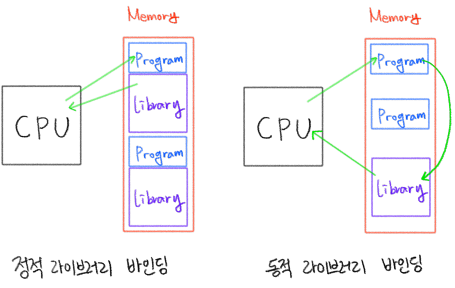 Memory
Program
CPU
Library
Program
Library
정적 라이브러리 바인딩
Memory
Program
CPU
Program
Library
동적 라이브러리 바인딩